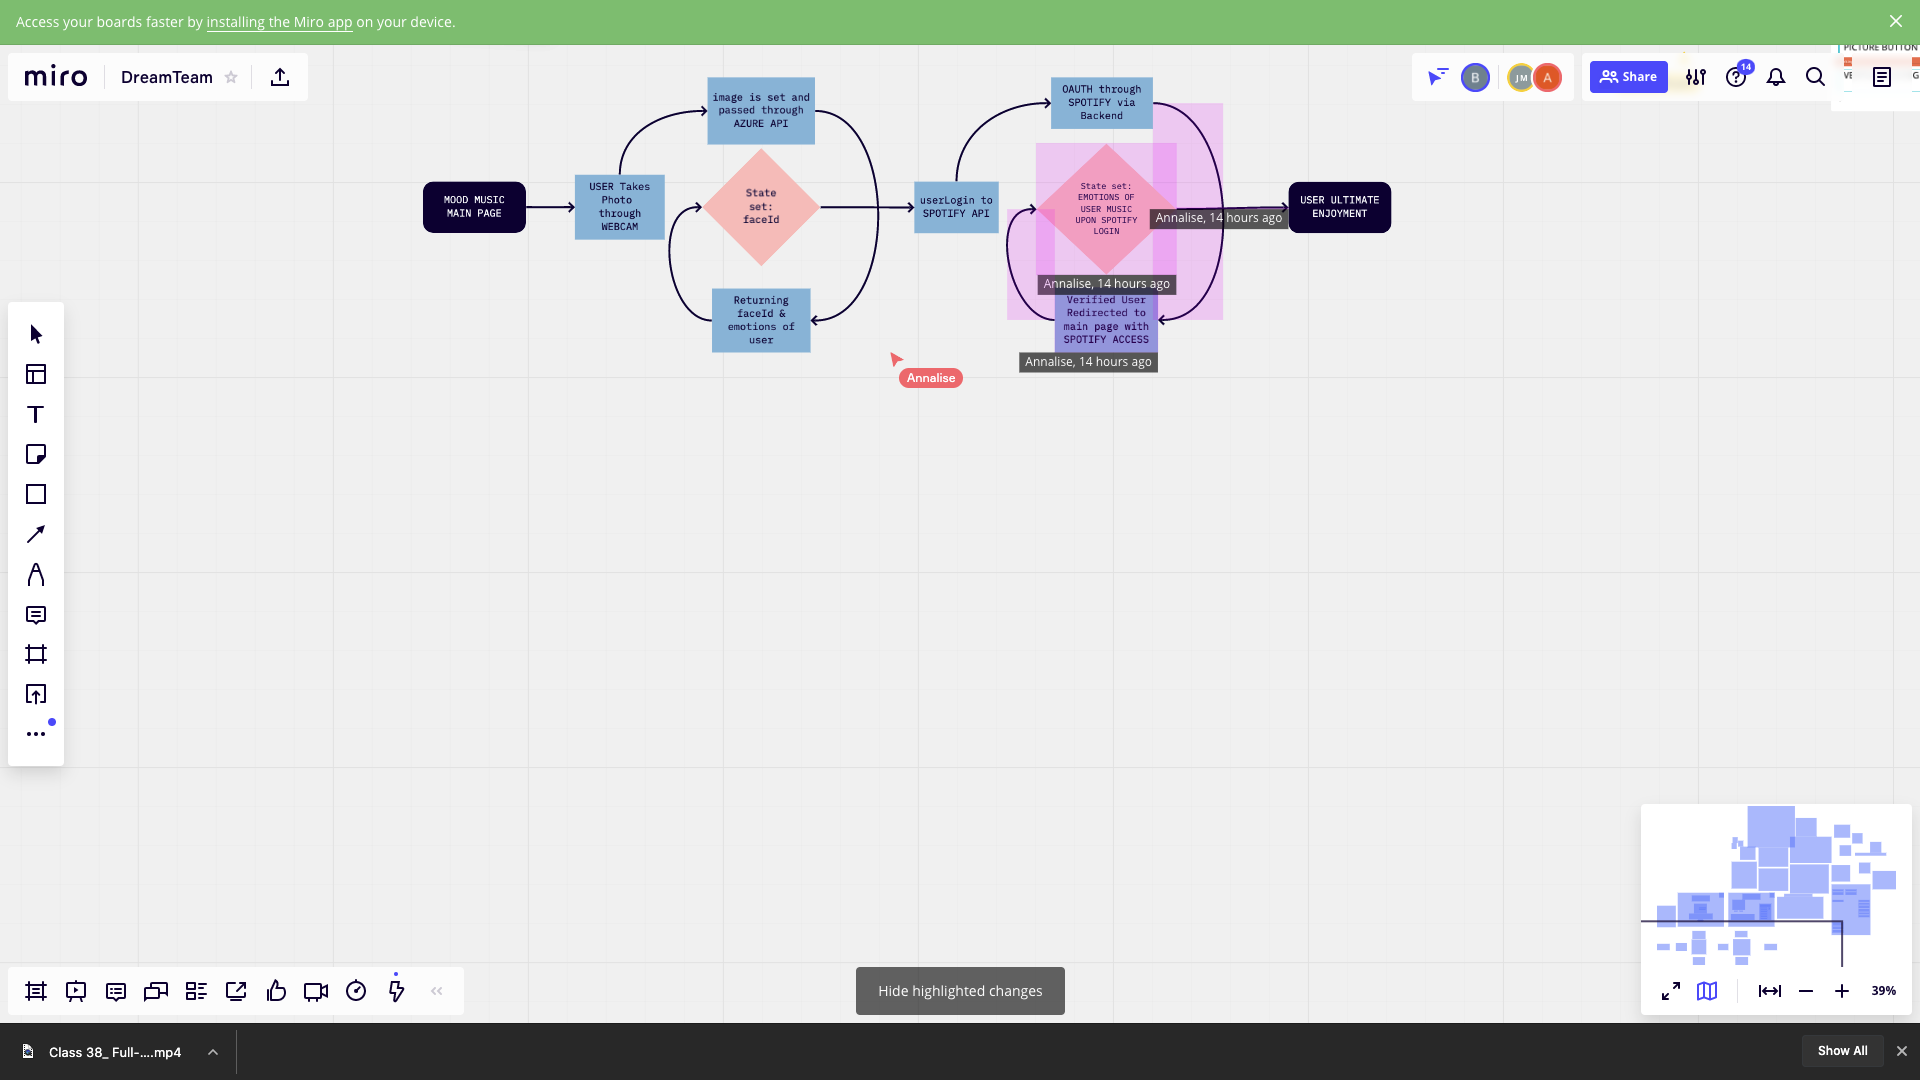 Access your boards faster by installing the Miro app on your device.
miro
DreamTeam
B
JM
A
Share
14
PICTURE BUTTON
VE
G
image is set and
passed through
AZURE API
OAUTH through
SPOTIFY via
Backend
MOOD MUSIC
MAIN PAGE
USER Takes
Photo
through
WEBCAM
State
set:
faceId
userLogin to
SPOTIFY API
State set:
EMOTIONS OF
USER MUSIC
UPON SPOTIFY
LOGIN
Annalise, 14 hours ago
USER ULTIMATE
ENJOYMENT
Annalise, 14 hours ago
Returning
faceId &
emotions of
user
Verified User
Redirected to
main page with
SPOTIFY ACCESS
Annalise, 14 hours ago
Annalise
T
Hide highlighted changes
39%
Class 38_ Full-....mp4
Show All